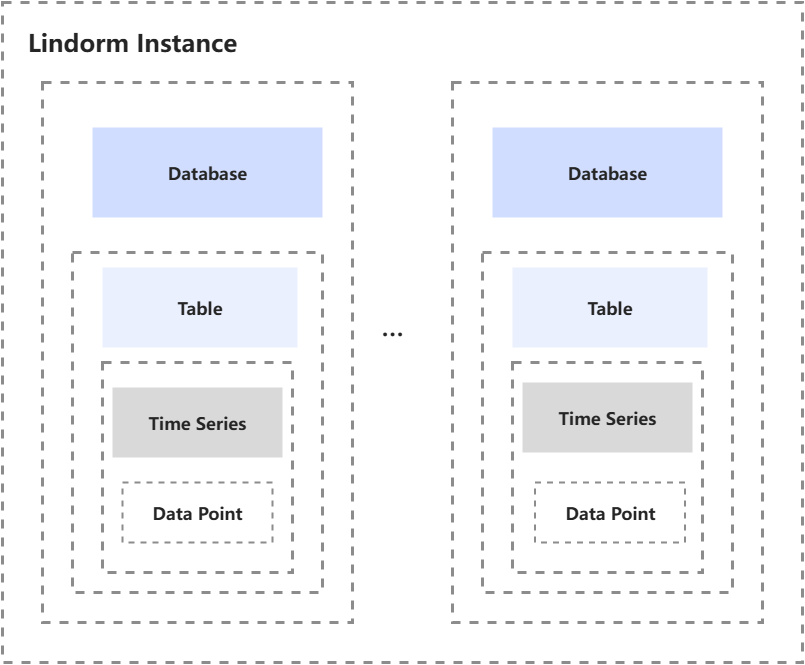 Lindorm Instance
Database
Table
Time Series
Data Point
...
Database
Table
Time Series
Data Point